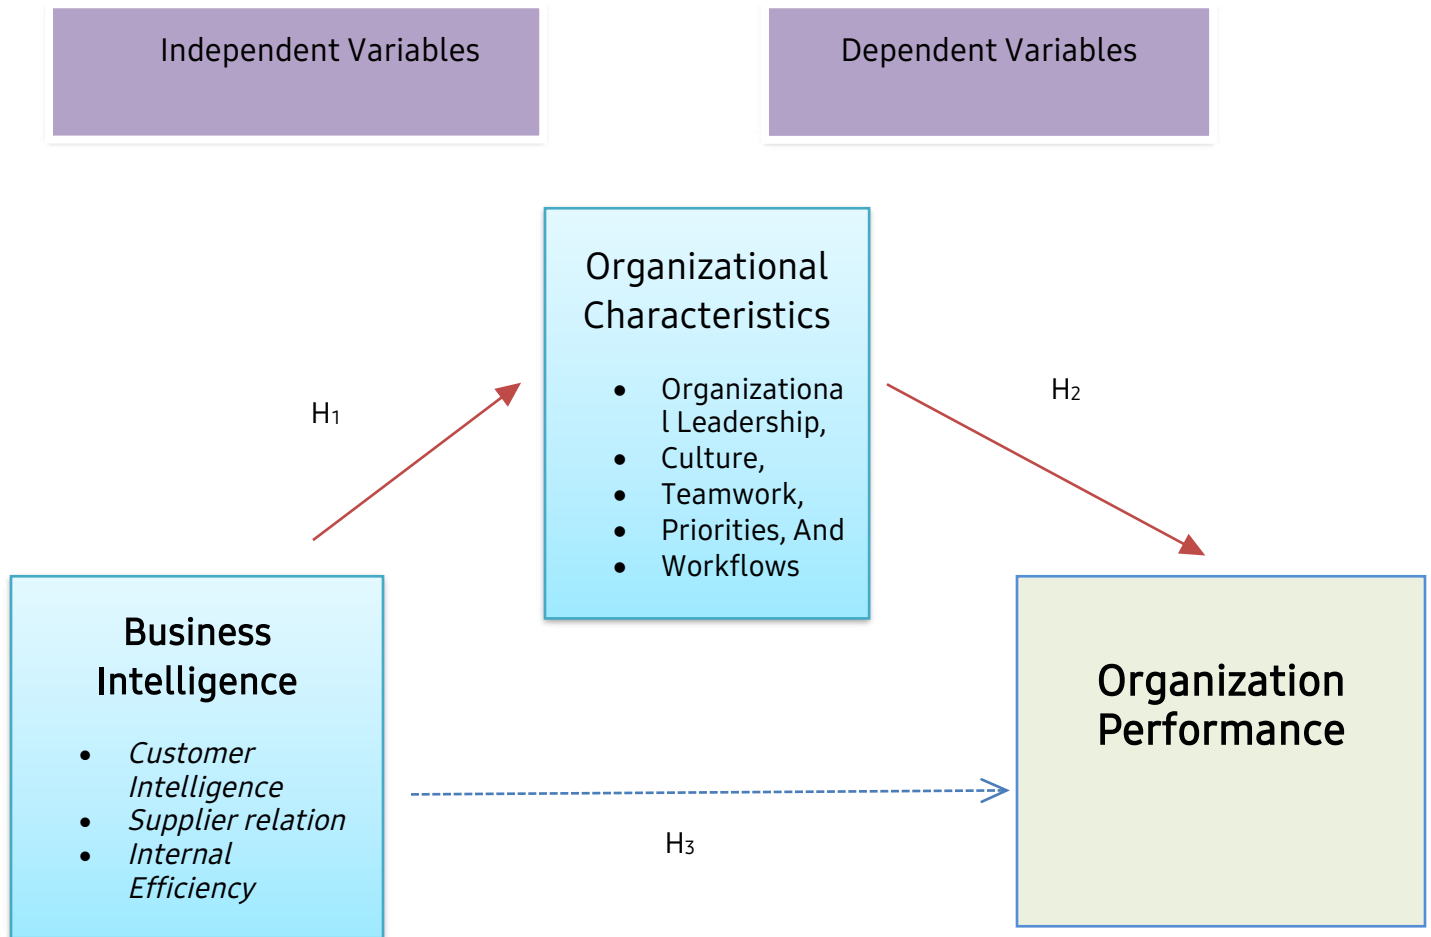 Independent Variables
Dependent Variables
Organizational
Characteristics
• Organizationa
l Leadership,
• Culture,
• Teamwork,
• Priorities, And
• Workflows
H1
H2
Business
Intelligence
• Customer
Intelligence
• Supplier relation
• Internal
Efficiency
Organization
Performance
H3